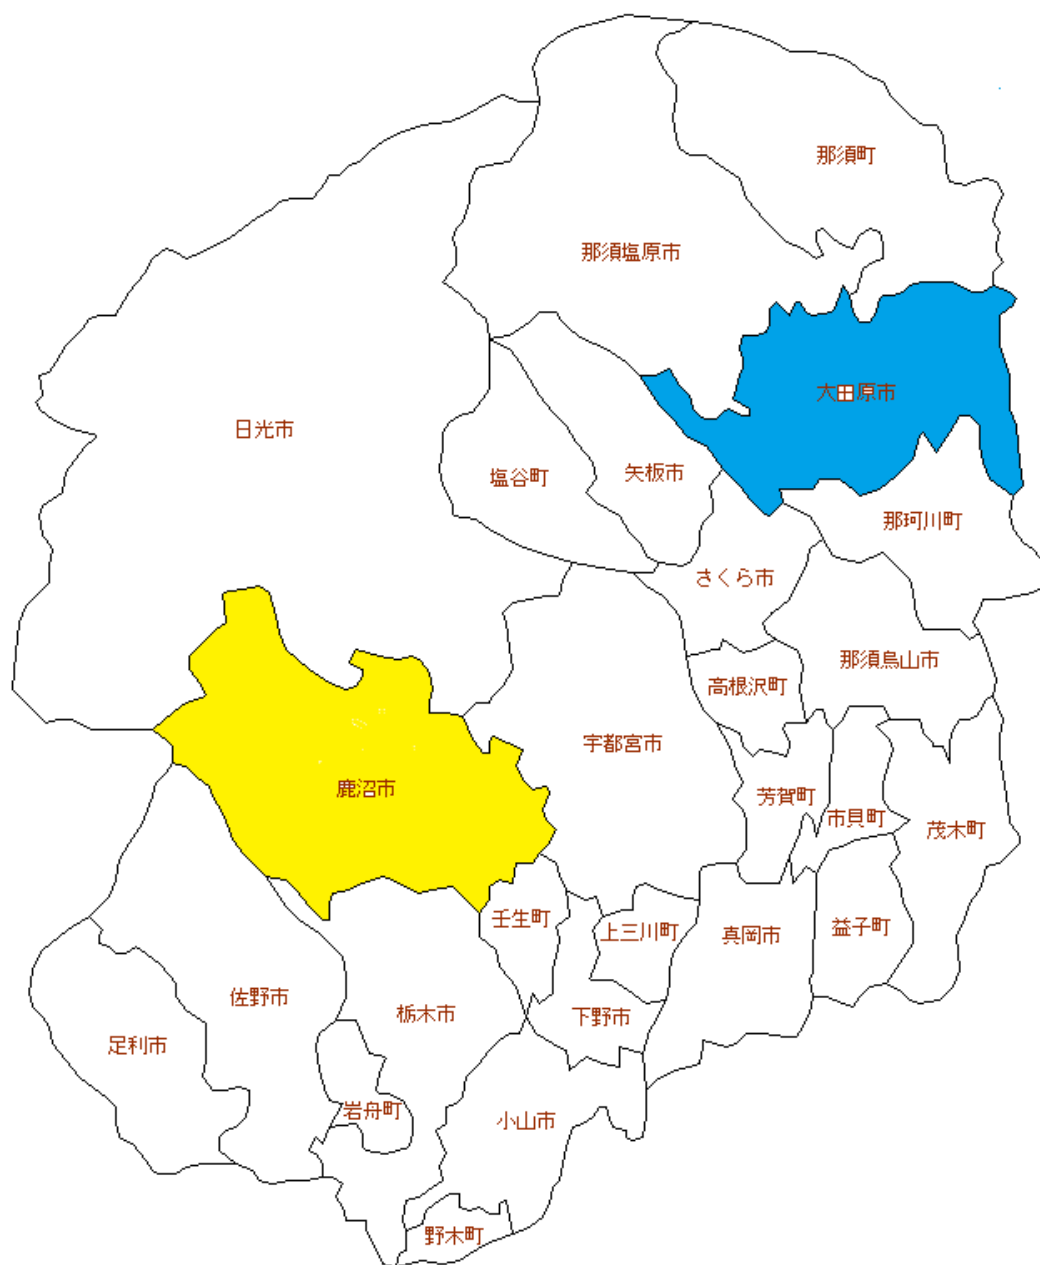 那須町
那須塩原市
大田原市
日光市
塩谷町
矢板市
那珂川町
さくら市
那須烏山市
高根沢町
宇都宮市
鹿沼市
芳賀町
市貝町
茂木町
壬生町
上三川町
真岡市
益子町
佐野市
栃木市
下野市
足利市
岩舟町
小山市
野木町